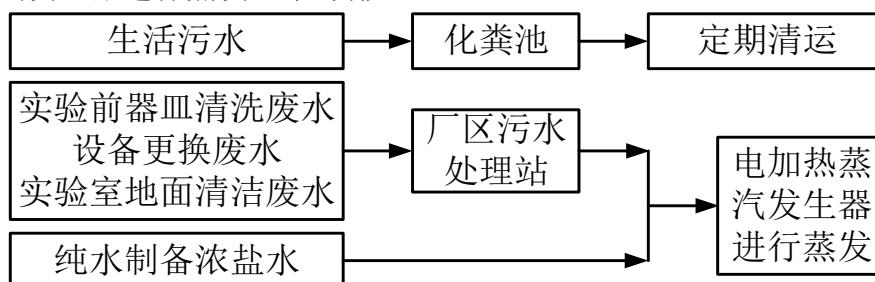 生活污水
化粪池
定期清运
实验前器皿清洗废水
设备更换废水
实验室地面清洁废水
厂区污水
处理站
电加热蒸
汽发生器
进行蒸发
纯水制备浓盐水